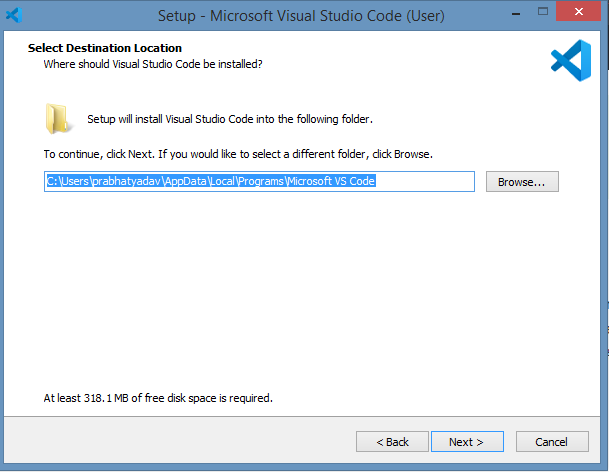 Setup - Microsoft Visual Studio Code (User)
Select Destination Location
Where should Visual Studio Code be installed?
Setup will install Visual Studio Code into the following folder.
To continue, click Next. If you would like to select a different folder, click Browse.
C:\Users\prabhatyadav\AppData\Local\Programs\Microsoft VS Code
Browse...
At least 318.1 MB of free disk space is required.
< Back
Next >
Cancel